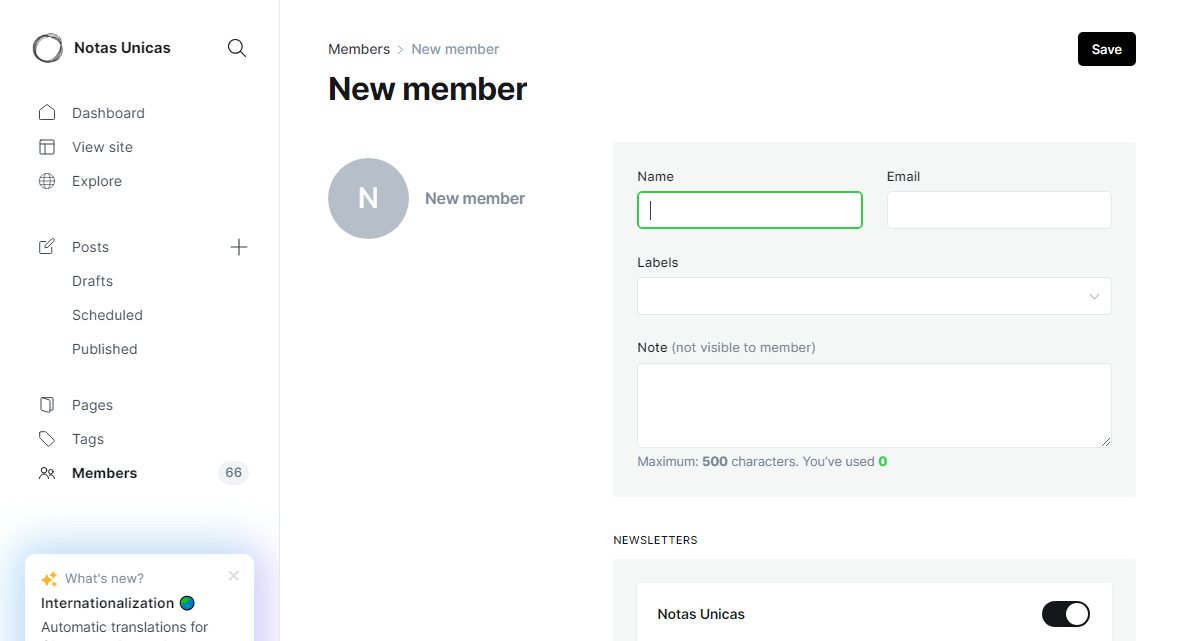 Notas Unicas
Dashboard
View site
Explore
Posts
Drafts
Scheduled
Published
Pages
Tags
Members 66
What's new?
Internationalization
Automatic translations for
Members > New member
Save
New member
N
New member
Name
Email
Labels
Note (not visible to member)
Maximum: 500 characters. You've used 0
NEWSLETTERS
Notas Unicas